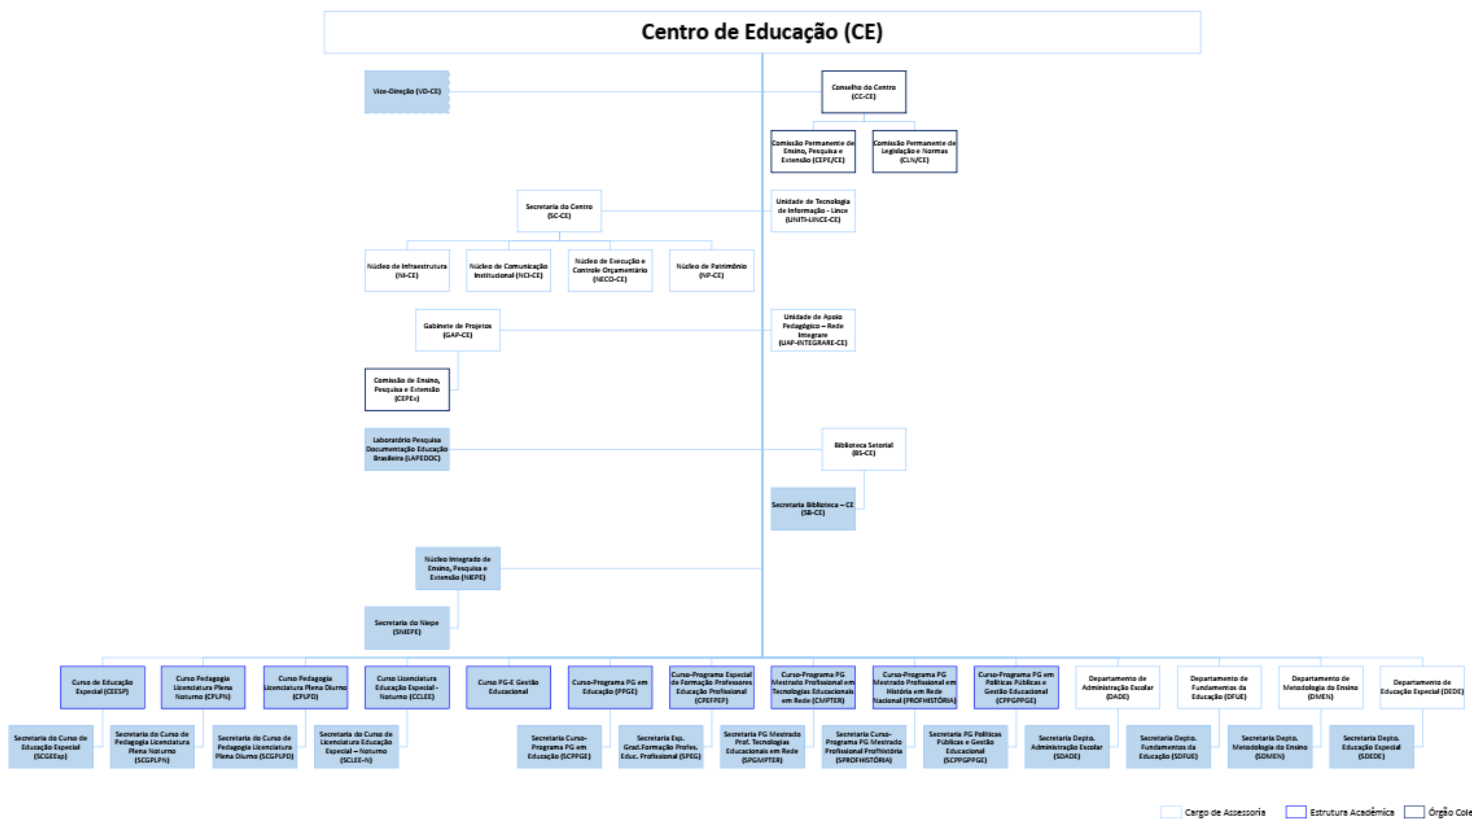 Centro de Educação (CE)
Vice-Direção (VD-CE)
Conselho do Centro
(CC-CE)
Comissão Permanente de
Ensino, Pesquisa e
Extensão (CEPE/CE)
Comissão Permanente de
Legislação e Normas
(CLN/CE)
Secretaria do Centro
(SC-CE)
Unidade de Tecnologia
de Informação - Lince
(UNITI-LINCE-CE)
Núcleo de Infraestrutura
(NI-CE)
Núcleo de Comunicação
Institucional (NCI-CE)
Núcleo de Execução e
Controle Orçamentário
(NECO-CE)
Núcleo de Patrimônio
(NP-CE)
Gabinete de Projetos
(GAP-CE)
Unidade de Apoio
Pedagógico – Rede
Integrare
(UAP-INTEGRARE-CE)
Comissão de Ensino,
Pesquisa e Extensão
(CEPEx)
Laboratório Pesquisa
Documentação Educação
Brasileira (LAPEDOC)
Biblioteca Setorial
(BS-CE)
Secretaria Biblioteca – CE
(SB-CE)
Núcleo Integrado de
Ensino, Pesquisa e
Extensão (NIEPE)
Secretaria do Niepe
(SNIEPE)
Curso de Educação
Especial (CEESP)
Curso Pedagogia
Licenciatura Plena
Noturno (CPLPN)
Curso Pedagogia
Licenciatura Plena Diurno
(CPLPD)
Curso Licenciatura
Educação Especial -
Noturno (CCLEE)
Curso PG-E Gestão
Educacional
Curso-Programa PG em
Educação (PPGE)
Curso-Programa Especial
de Formação Professores
Educação Profissional
(CPEFPEP)
Curso-Programa PG
Mestrado Profissional em
Tecnologias Educacionais
em Rede (CMPTER)
Curso-Programa PG
Mestrado Profissional em
História em Rede
Nacional (PROFHISTÓRIA)
Curso-Programa PG em
Políticas Públicas e
Gestão Educacional
(CPPGPPGE)
Departamento de
Administração Escolar
(DADE)
Departamento de
Fundamentos da
Educação (DFUE)
Departamento de
Metodologia do Ensino
(DMEN)
Departamento de
Educação Especial (DEDE)
Secretaria do Curso de
Educação Especial
(SCGEEsp)
Secretaria do Curso de
Pedagogia Licenciatura
Plena Noturno
(SCGPLPN)
Secretaria do Curso de
Pedagogia Licenciatura
Plena Diurno (SCGPLPD)
Secretaria do Curso de
Licenciatura Educação
Especial – Noturno
(SCLEE-N)
Secretaria Curso-
Programa PG em
Educação (SCPPGE)
Secretaria Esp.
Grad.Formação Profes.
Educ. Profissional (SPEG)
Secretaria PG Mestrado
Prof. Tecnologias
Educacionais em Rede
(SPGMPTER)
Secretaria Curso-
Programa PG Mestrado
Profissional Profhistória
(SPROFHISTÓRIA)
Secretaria PG Políticas
Públicas e Gestão
Educacional
(SCPPGPPGE)
Secretaria Depto.
Administração Escolar
(SDADE)
Secretaria Depto.
Fundamentos da
Educação (SDFUE)
Secretaria Depto.
Metodologia do Ensino
(SDMEN)
Secretaria Depto.
Educação Especial
(SDEDE)
Cargo de Assessoria
Estrutura Acadêmica
Órgão Cole